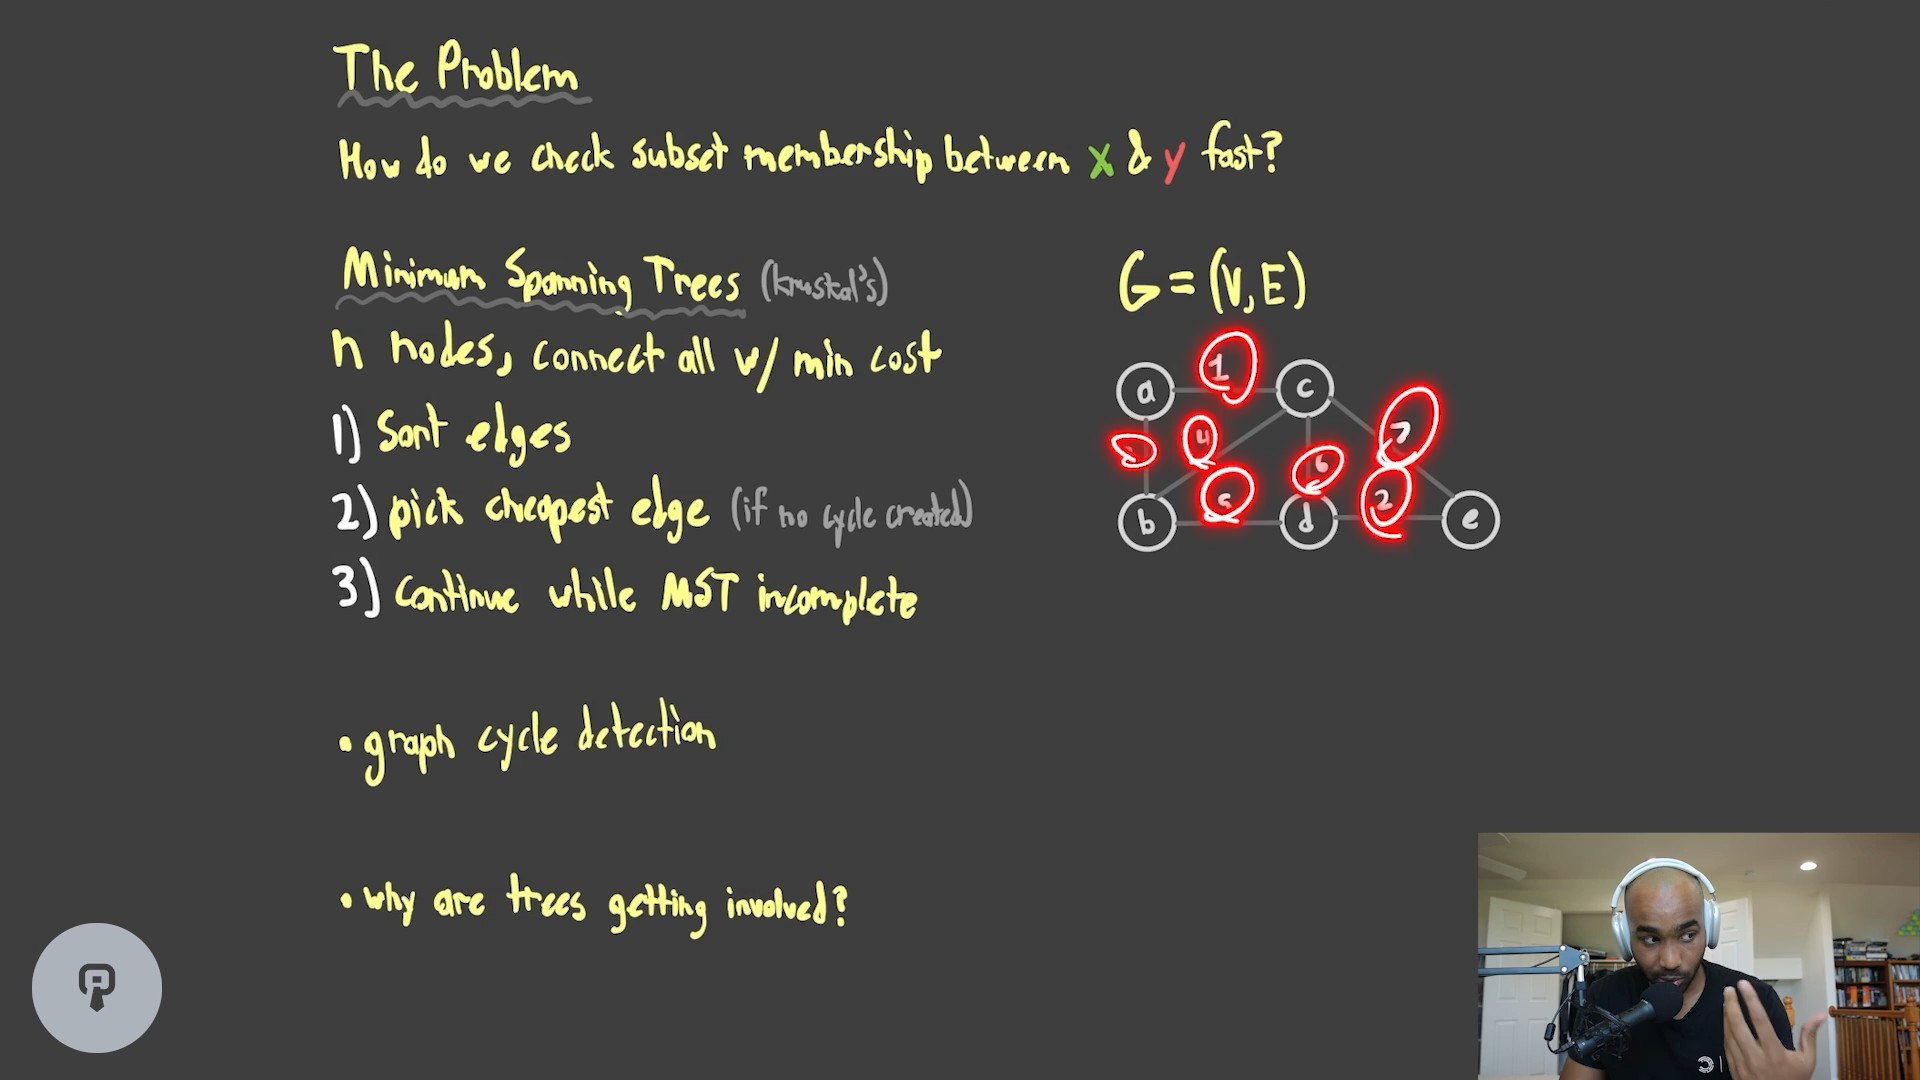 The Problem
How do we check subset membership between x & y fast?
Minimum Spanning Trees (kruskal's)
G = (V, E)
n nodes, connect all w/ min cost
1) Sort edges
2) pick cheapest edge (if no cycle created)
3) continue while MST incomplete
a 1 c
3 4 6 7
b 5 d 2 e
• graph cycle detection
• why are trees getting involved?